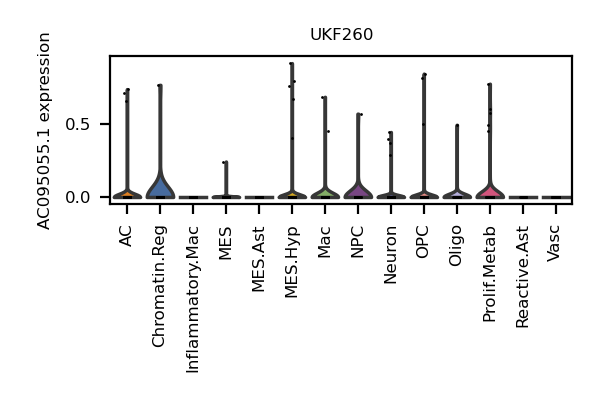 UKF260
AC095055.1 expression
0.5
0.0
AC
Chromatin.Reg
Inflammatory.Mac
MES
MES.Ast
MES.Hyp
Mac
NPC
Neuron
OPC
Oligo
Prolif.Metab
Reactive.Ast
Vasc